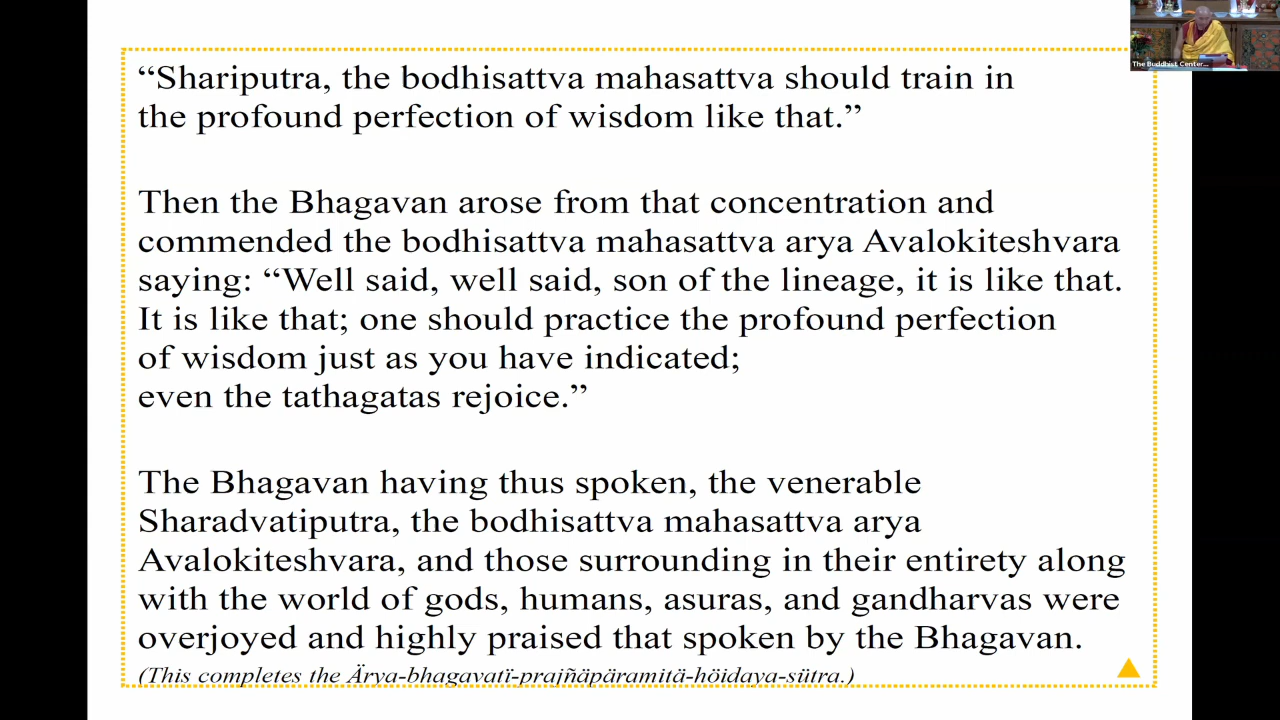 The Buddhist Center...
“Shariputra, the bodhisattva mahasattva should train in
the profound perfection of wisdom like that.”
Then the Bhagavan arose from that concentration and
commended the bodhisattva mahasattva arya Avalokiteshvara
saying: “Well said, well said, son of the lineage, it is like that.
It is like that; one should practice the profound perfection
of wisdom just as you have indicated;
even the tathagatas rejoice.”
The Bhagavan having thus spoken, the venerable
Sharadvatiputra, the bodhisattva mahasattva arya
Avalokiteshvara, and those surrounding in their entirety along
with the world of gods, humans, asuras, and gandharvas were
overjoyed and highly praised that spoken by the Bhagavan.
(This completes the Ärya-bhagavatï-prajñäpäramitä-höidaya-sütra.)